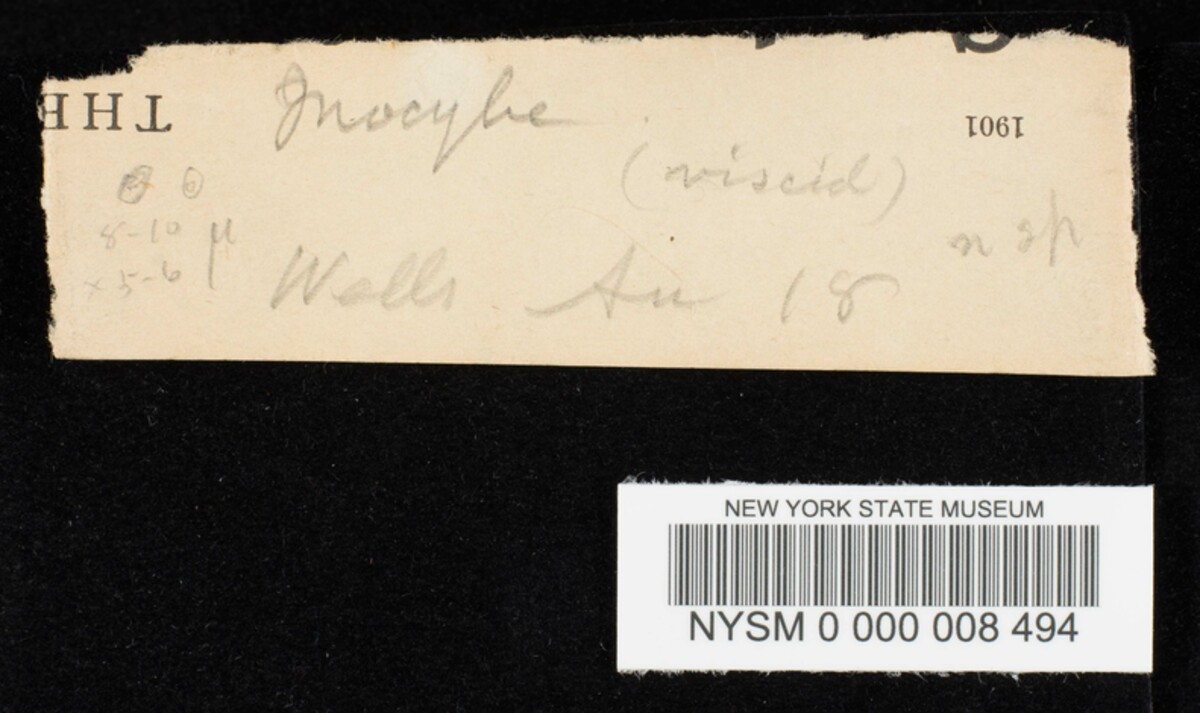 THE
1901
Inocybe
(viscid)
8-10 µ
n sp
x 5-6
Wells Au 18
NEW YORK STATE MUSEUM
NYSM 0 000 008 494